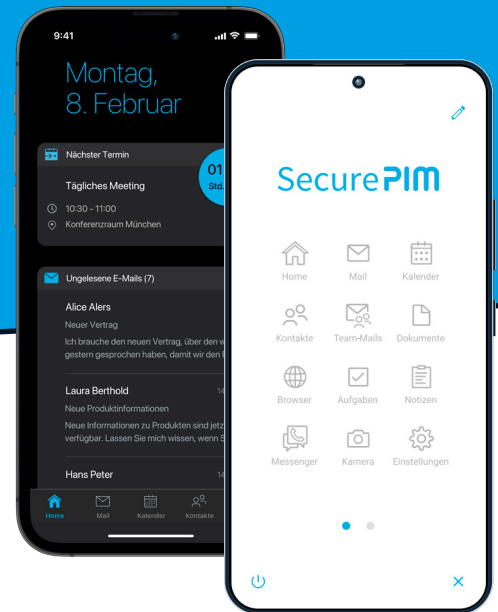 9:41
Montag,
8. Februar
Nächster Termin
01
Std.
Tägliches Meeting
10:30 - 11:00
Konferenzraum München
Ungelesene E-Mails (7)
Alice Alers
Neuer Vertrag
Ich brauche den neuen Vertrag, über den w
gestern gesprochen haben, damit wir den
Laura Berthold
14
Neue Produktinformationen
Neue Informationen zu Produkten sind jetz
verfügbar. Lassen Sie mich wissen, wenn S
Hans Peter
14
Home Mail Kalender Kontakte
SecurePIM
Home Mail Kalender
Kontakte Team-Mails Dokumente
Browser Aufgaben Notizen
Messenger Kamera Einstellungen